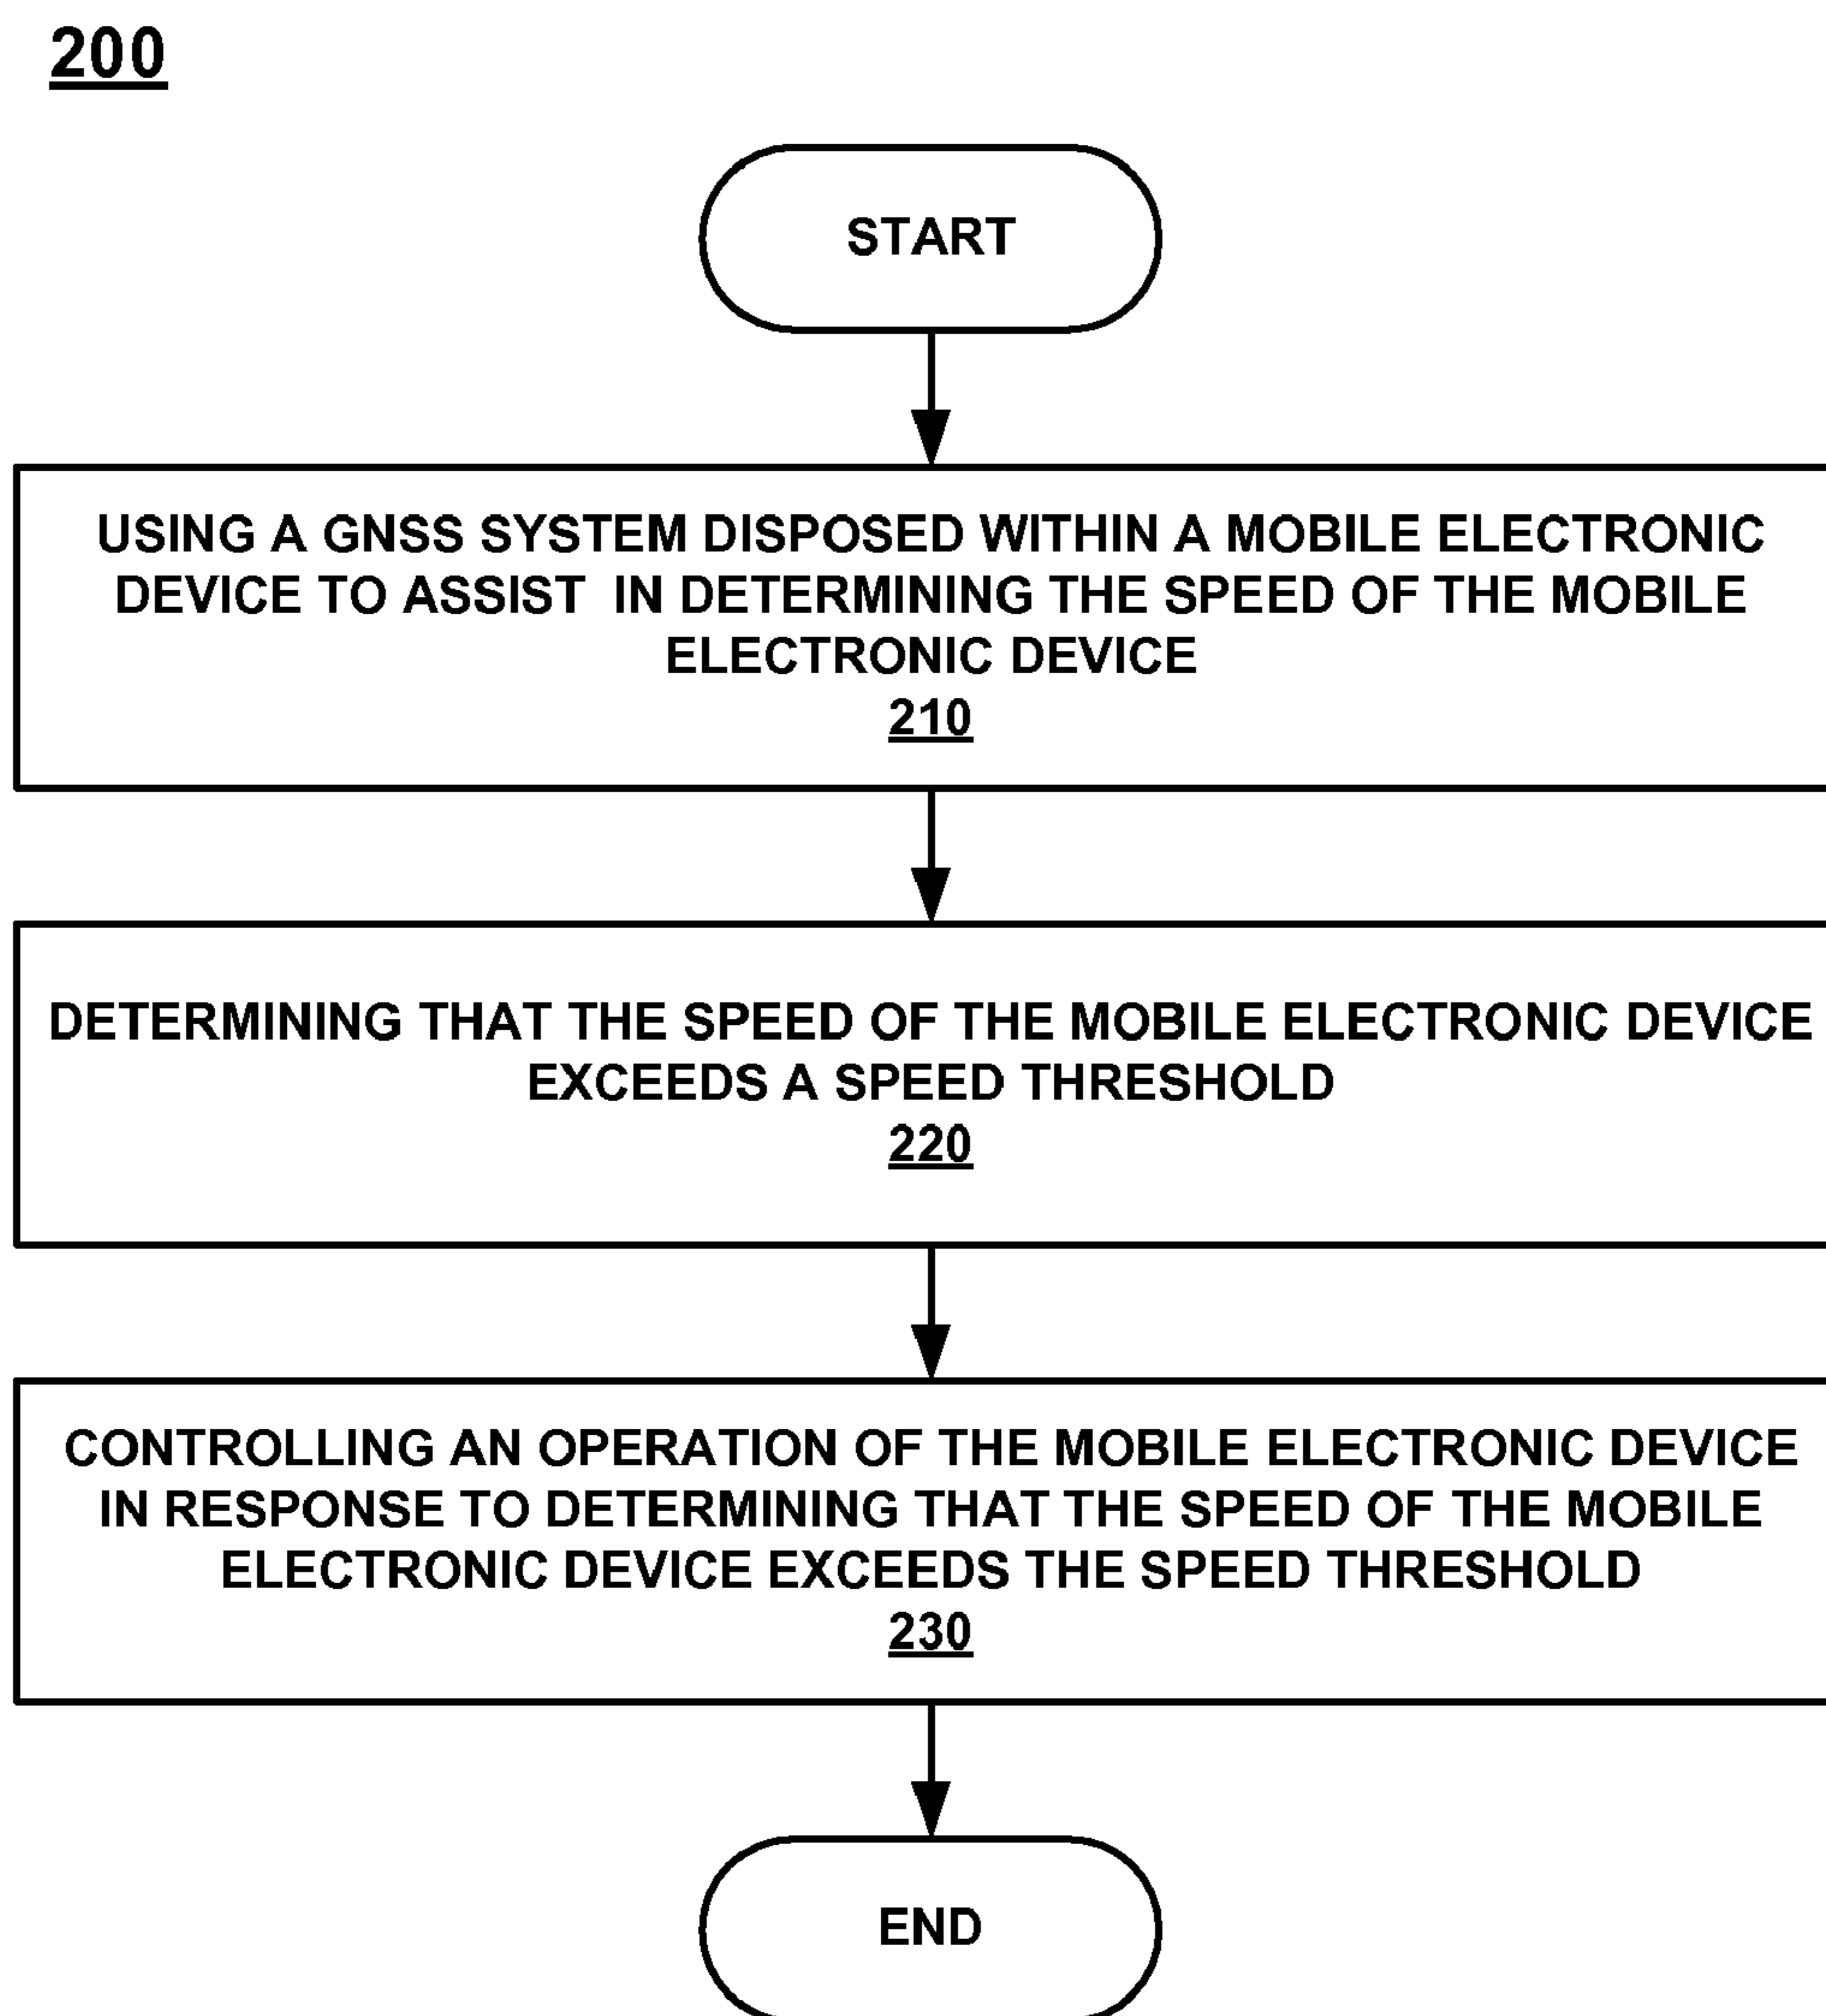 200
START
USING A GNSS SYSTEM DISPOSED WITHIN A MOBILE ELECTRONIC
DEVICE TO ASSIST IN DETERMINING THE SPEED OF THE MOBILE
ELECTRONIC DEVICE
210
DETERMINING THAT THE SPEED OF THE MOBILE ELECTRONIC DEVICE
EXCEEDS A SPEED THRESHOLD
220
CONTROLLING AN OPERATION OF THE MOBILE ELECTRONIC DEVICE
IN RESPONSE TO DETERMINING THAT THE SPEED OF THE MOBILE
ELECTRONIC DEVICE EXCEEDS THE SPEED THRESHOLD
230
END